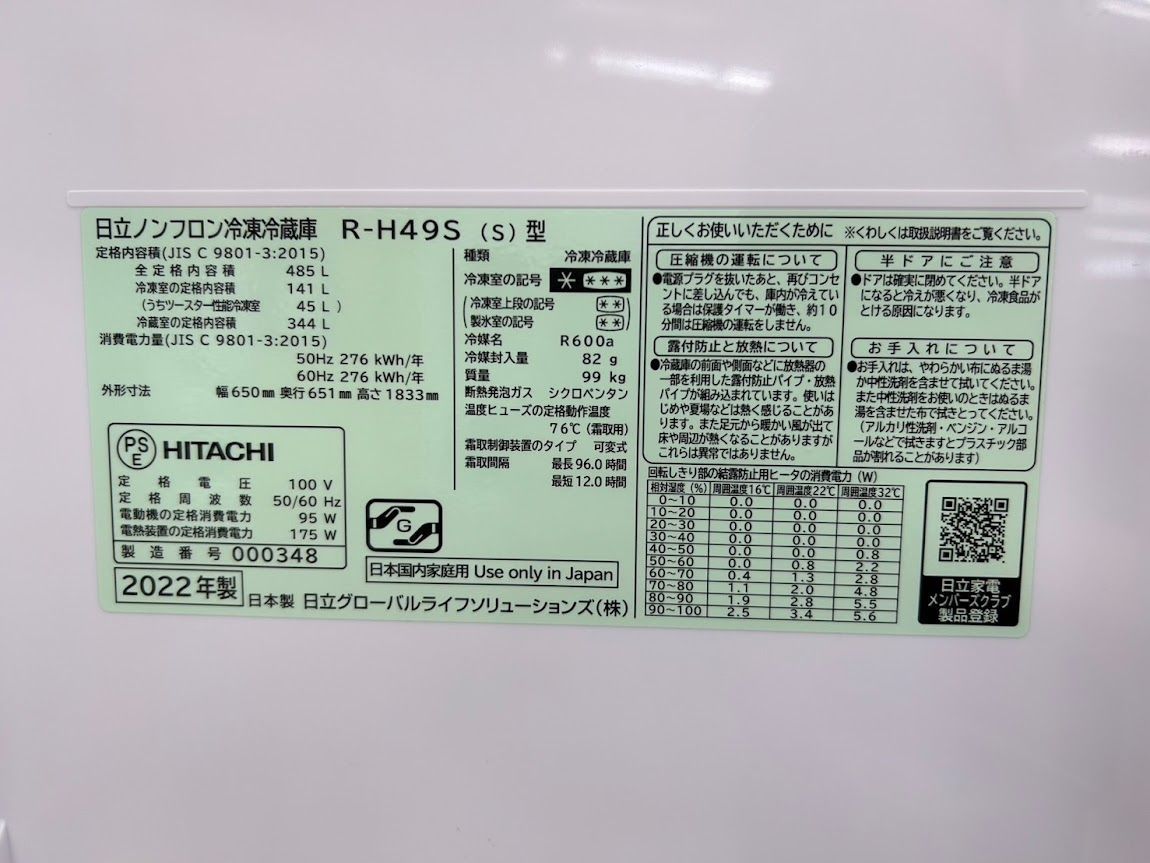 日立ノンフロン冷凍冷蔵庫 R-H49S (S) 型
定格内容積(JIS C 9801-3:2015)
全定格内容積 485 L
冷凍室の定格内容積 141 L
(うちツースター性能冷凍室 45 L)
冷蔵室の定格内容積 344 L
消費電力量(JIS C 9801-3:2015)
50Hz 276 kWh/年
60Hz 276 kWh/年
外形寸法 幅 650 mm 奥行 651 mm 高さ 1833 mm
PSE HITACHI
定格電圧 100 V
定格周波数 50/60 Hz
電動機の定格消費電力 95 W
電熱装置の定格消費電力 175 W
製造番号 000348
2022年製
日本製 日立グローバルライフソリューションズ(株)
種類 冷凍冷蔵庫
冷凍室の記号 * ***
(冷凍室上段の記号 **
製氷室の記号 **)
冷媒名 R600a
冷媒封入量 82 g
質量 99 kg
断熱発泡ガス シクロペンタン
温度ヒューズの定格動作温度
76℃ (霜取用)
霜取制御装置のタイプ 可変式
霜取間隔 最長 96.0 時間
最短 12.0 時間
G
日本国内家庭用 Use only in Japan
正しくお使いいただくために ※くわしくは取扱説明書をご覧ください。
圧縮機の運転について
●電源プラグを抜いたあと、再びコンセ
ントに差し込んでも、庫内が冷えてい
る場合は保護タイマーが働き、約10
分間は圧縮機の運転をしません。
露付防止と放熱について
●冷蔵庫の前面や側面などに放熱器の
一部を利用した露付防止パイプ・放熱
パイプが組み込まれています。使いは
じめや夏場などは熱く感じることがあ
ります。また足元から暖かい風が出て
床や周辺が熱くなることがありますが
これらは異常ではありません。
半ドアにご注意
●ドアは確実に閉めてください。半ドア
になると冷えが悪くなり、冷凍食品が
とける原因になります。
お手入れについて
●お手入れは、やわらかい布にぬるま湯
か中性洗剤を含ませて拭いてください。
また中性洗剤をお使いのときはぬるま
湯を含ませた布で拭きとってください。
(アルカリ性洗剤・ベンジン・アルコ
ールなどで拭きますとプラスチック部
品が割れることがあります)
回転しきり部の結露防止用ヒータの消費電力 (W)
相対湿度 (%) 周囲温度16℃ 周囲温度22℃ 周囲温度32℃
0~10 0.0 0.0 0.0
10~20 0.0 0.0 0.0
20~30 0.0 0.0 0.0
30~40 0.0 0.0 0.0
40~50 0.0 0.0 0.8
50~60 0.0 0.8 2.2
60~70 0.4 1.3 2.8
70~80 1.1 2.0 4.8
80~90 1.9 2.8 5.5
90~100 2.5 3.4 5.6
日立家電
メンバーズクラブ
製品登録